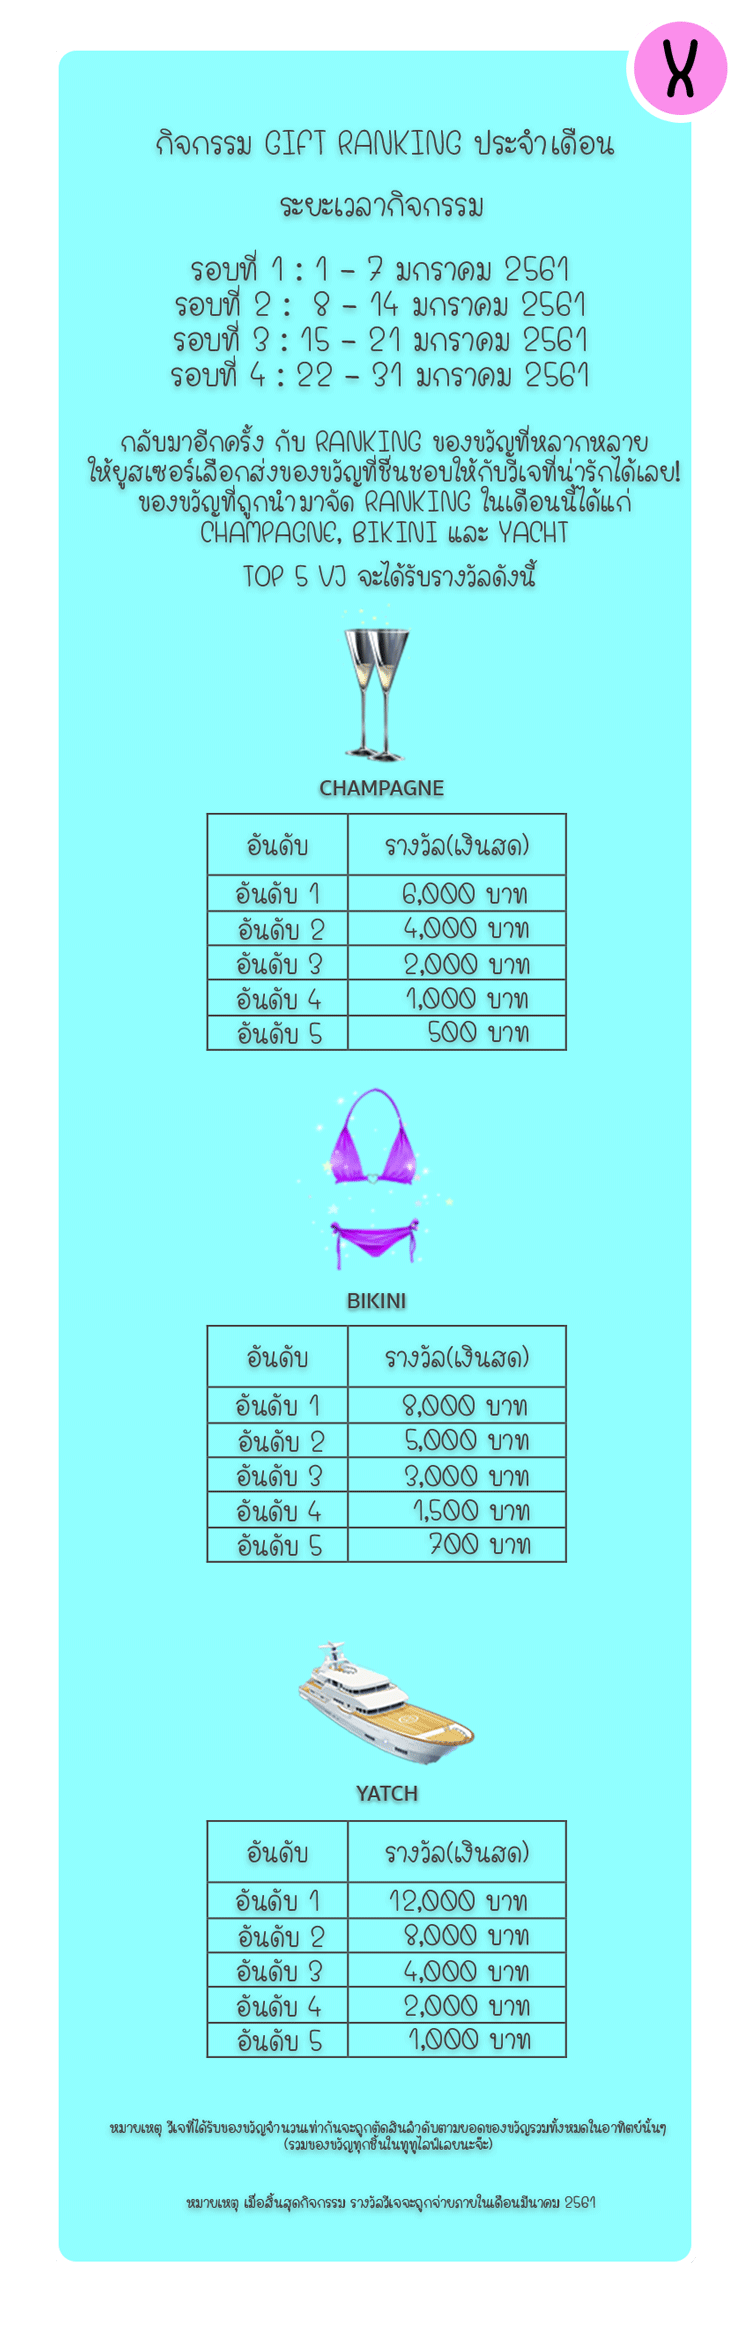 X
กิจกรรม GIFT RANKING ประจำเดือน
ระยะเวลากิจกรรม
รอบที่ 1 : 1 - 7 มกราคม 2561
รอบที่ 2 : 8 - 14 มกราคม 2561
รอบที่ 3 : 15 - 21 มกราคม 2561
รอบที่ 4 : 22 - 31 มกราคม 2561
กลับมาอีกครั้ง กับ RANKING ของขวัญที่หลากหลาย
ให้ยูสเซอร์เลือกส่งของขวัญที่ชื่นชอบให้กับวีเจที่น่ารักได้เลย!
ของขวัญที่ถูกนำมาจัด RANKING ในเดือนนี้ได้แก่
CHAMPAGNE, BIKINI และ YACHT
TOP 5 VJ จะได้รับรางวัลดังนี้
CHAMPAGNE
อันดับ รางวัล(เงินสด)
อันดับ 1 6,000 บาท
อันดับ 2 4,000 บาท
อันดับ 3 2,000 บาท
อันดับ 4 1,000 บาท
อันดับ 5 500 บาท
BIKINI
อันดับ รางวัล(เงินสด)
อันดับ 1 8,000 บาท
อันดับ 2 5,000 บาท
อันดับ 3 3,000 บาท
อันดับ 4 1,500 บาท
อันดับ 5 700 บาท
YATCH
อันดับ รางวัล(เงินสด)
อันดับ 1 12,000 บาท
อันดับ 2 8,000 บาท
อันดับ 3 4,000 บาท
อันดับ 4 2,000 บาท
อันดับ 5 1,000 บาท
หมายเหตุ วีเจที่ได้รับของขวัญจำนวนเท่ากันจะถูกตัดสินลำดับตามยอดของขวัญรวมทั้งหมดในอาทิตย์นั้นๆ
(รวมของขวัญทุกชิ้นในทูทูไลฟ์เลยนะจ๊ะ)
หมายเหตุ เมื่อสิ้นสุดกิจกรรม รางวัลวีเจจะถูกจ่ายภายในเดือนมีนาคม 2561